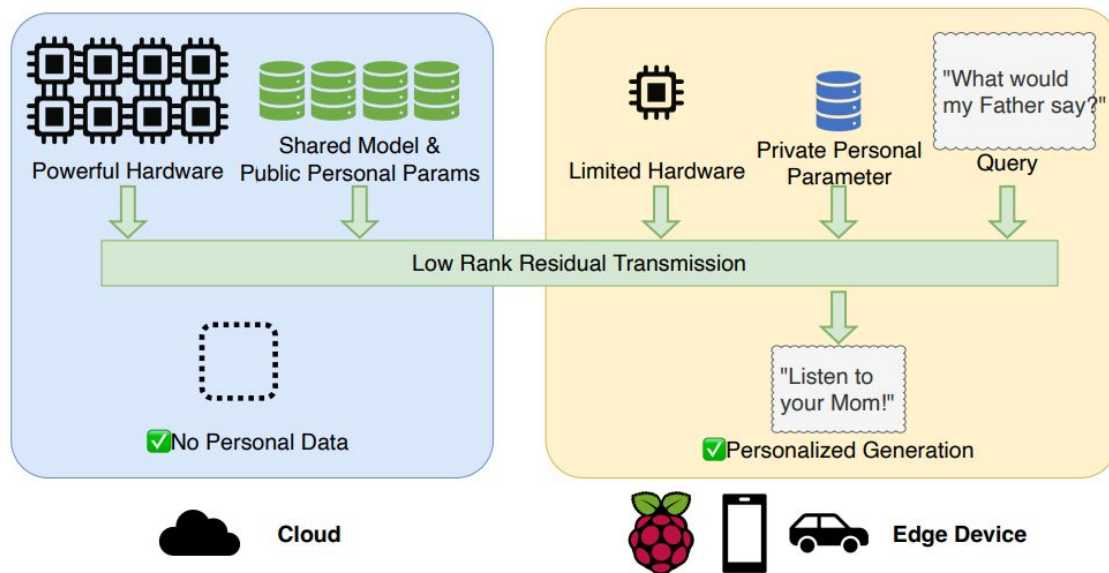 Powerful Hardware
Shared Model &
Public Personal Params
Limited Hardware
Private Personal
Parameter
"What would
my Father say?"
Query
Low Rank Residual Transmission
✅No Personal Data
"Listen to
your Mom!"
✅Personalized Generation
Cloud
Edge Device